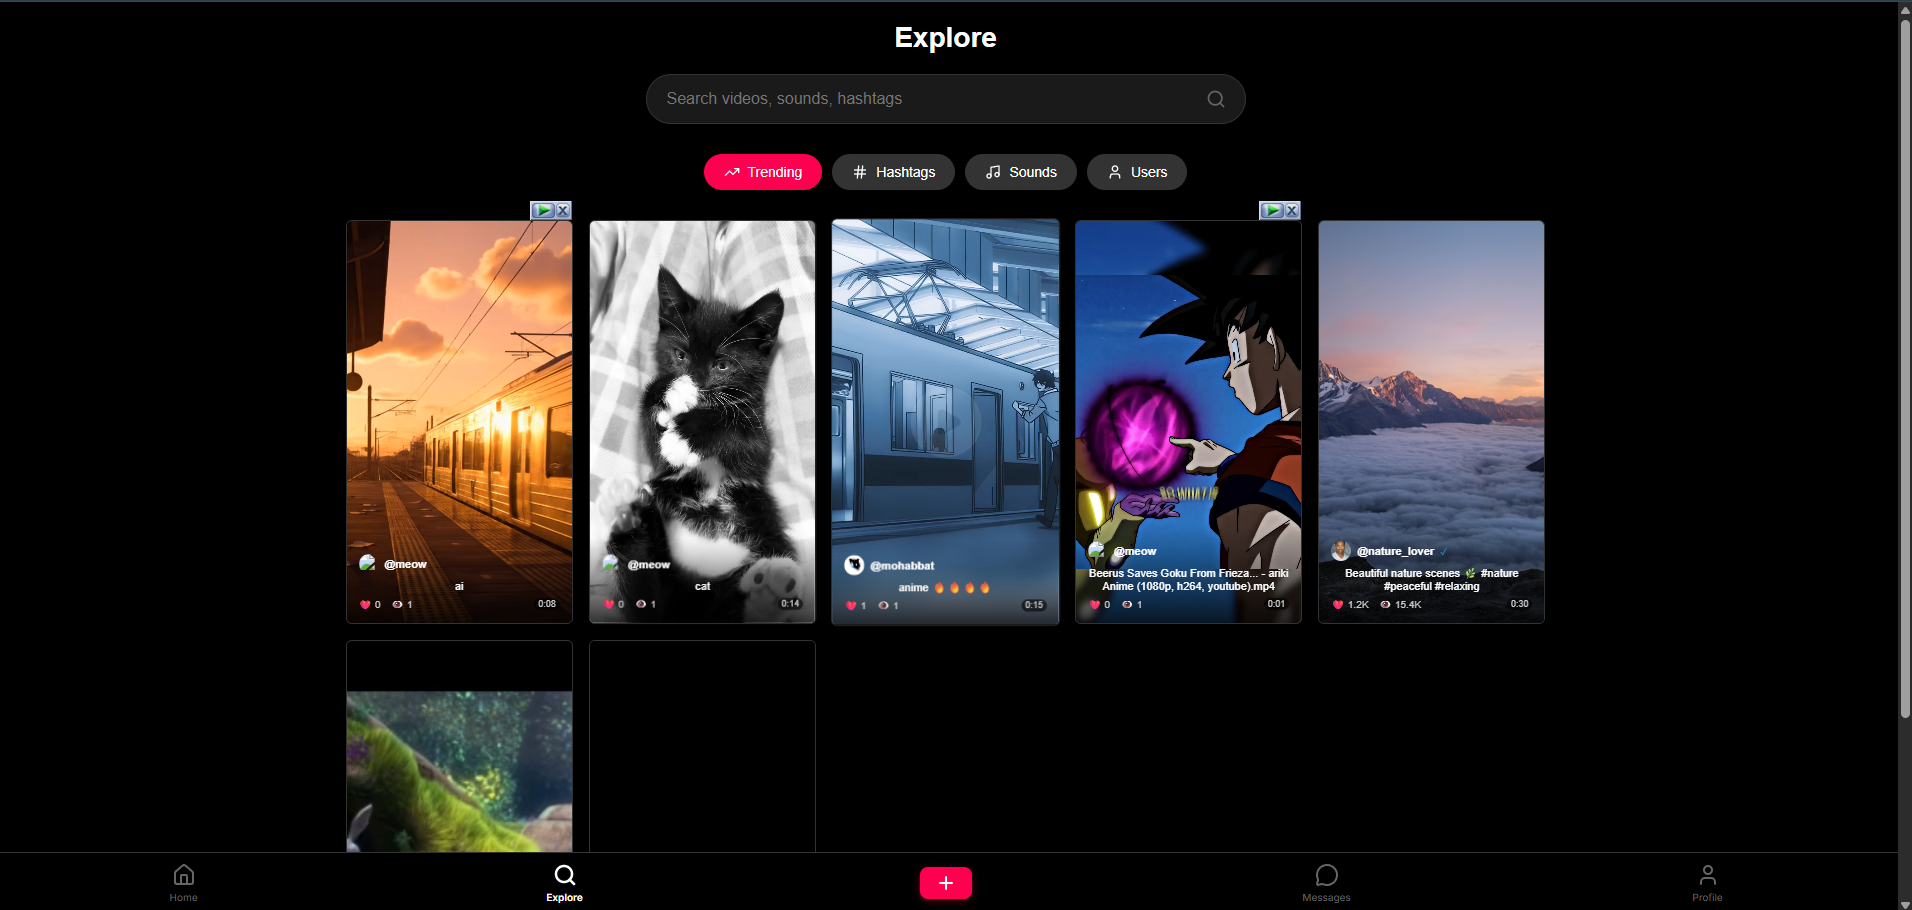 Explore
Search videos, sounds, hashtags
Trending
Hashtags
Sounds
Users
@meow
ai
0
1
0:08
@meow
cat
0
1
0:14
@mohabbat
anime 🔥 🔥 🔥 🔥
1
1
0:15
@meow
Beerus Saves Goku From Frieza... - ariki
Anime (1080p, h264, youtube).mp4
0
1
0:01
@nature_lover ✓
Beautiful nature scenes 🌿 #nature
#peaceful #relaxing
1.2K
15.4K
0:30
Home
Explore
Messages
Profile